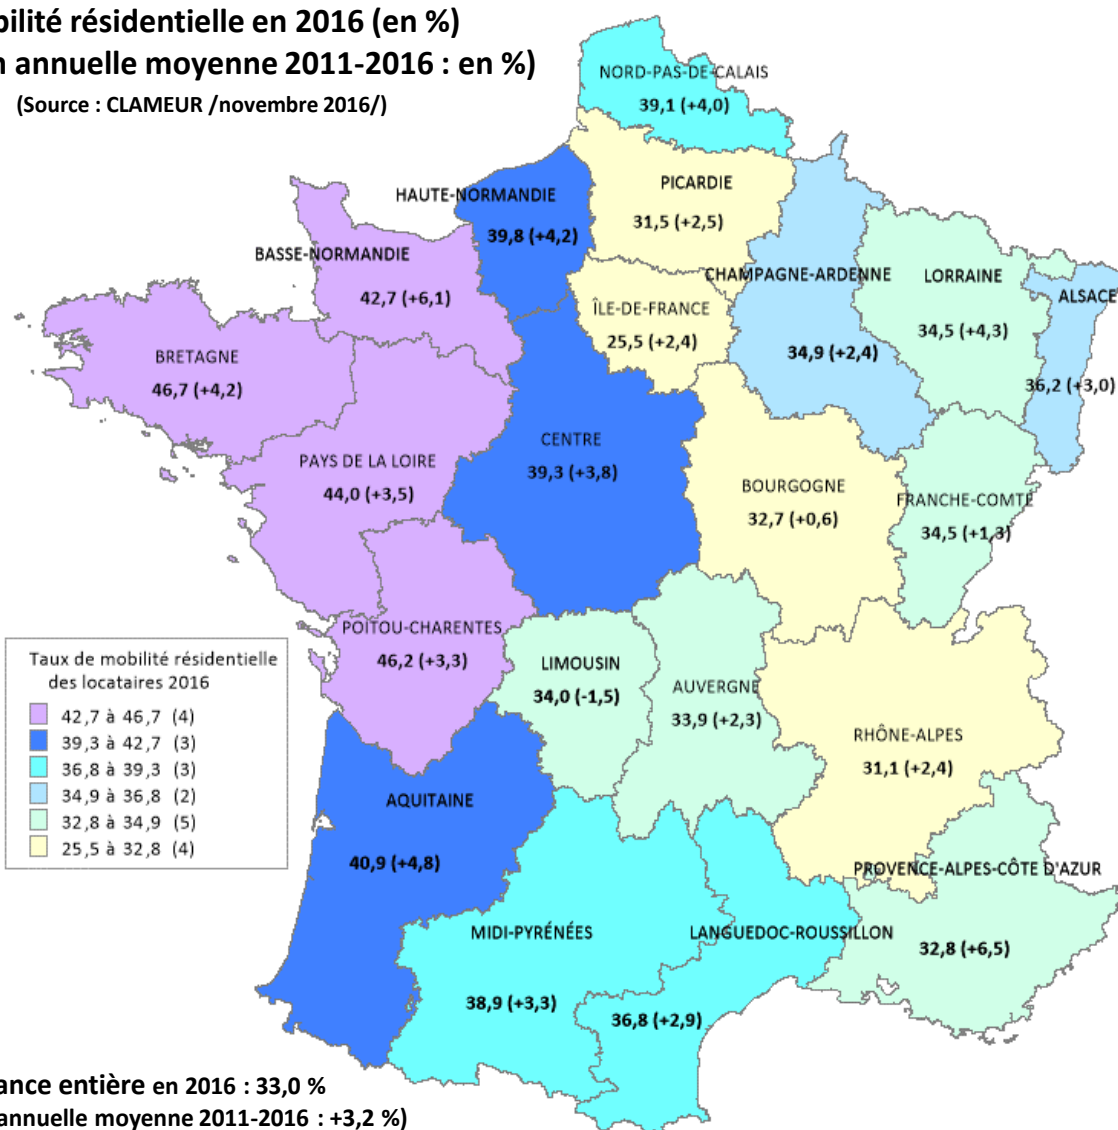 bilité résidentielle en 2016 (en %)
n annuelle moyenne 2011-2016 : en %)
(Source : CLAMEUR /novembre 2016/)
NORD-PAS-DE-CALAIS
39,1 (+4,0)
PICARDIE
31,5 (+2,5)
HAUTE-NORMANDIE
39,8 (+4,2)
BASSE-NORMANDIE
42,7 (+6,1)
CHAMPAGNE-ARDENNE
34,9 (+2,4)
LORRAINE
34,5 (+4,3)
ALSACE
36,2 (+3,0)
ÎLE-DE-FRANCE
25,5 (+2,4)
BRETAGNE
46,7 (+4,2)
PAYS DE LA LOIRE
44,0 (+3,5)
CENTRE
39,3 (+3,8)
BOURGOGNE
32,7 (+0,6)
FRANCHE-COMTÉ
34,5 (+1,3)
POITOU-CHARENTES
46,2 (+3,3)
LIMOUSIN
34,0 (-1,5)
AUVERGNE
33,9 (+2,3)
RHÔNE-ALPES
31,1 (+2,4)
Taux de mobilité résidentielle
des locataires 2016
42,7 à 46,7 (4)
39,3 à 42,7 (3)
36,8 à 39,3 (3)
34,9 à 36,8 (2)
32,8 à 34,9 (5)
25,5 à 32,8 (4)
AQUITAINE
40,9 (+4,8)
MIDI-PYRÉNÉES
38,9 (+3,3)
LANGUEDOC-ROUSSILLON
36,8 (+2,9)
PROVENCE-ALPES-CÔTE D'AZUR
32,8 (+6,5)
ance entière en 2016 : 33,0 %
annuelle moyenne 2011-2016 : +3,2 %)